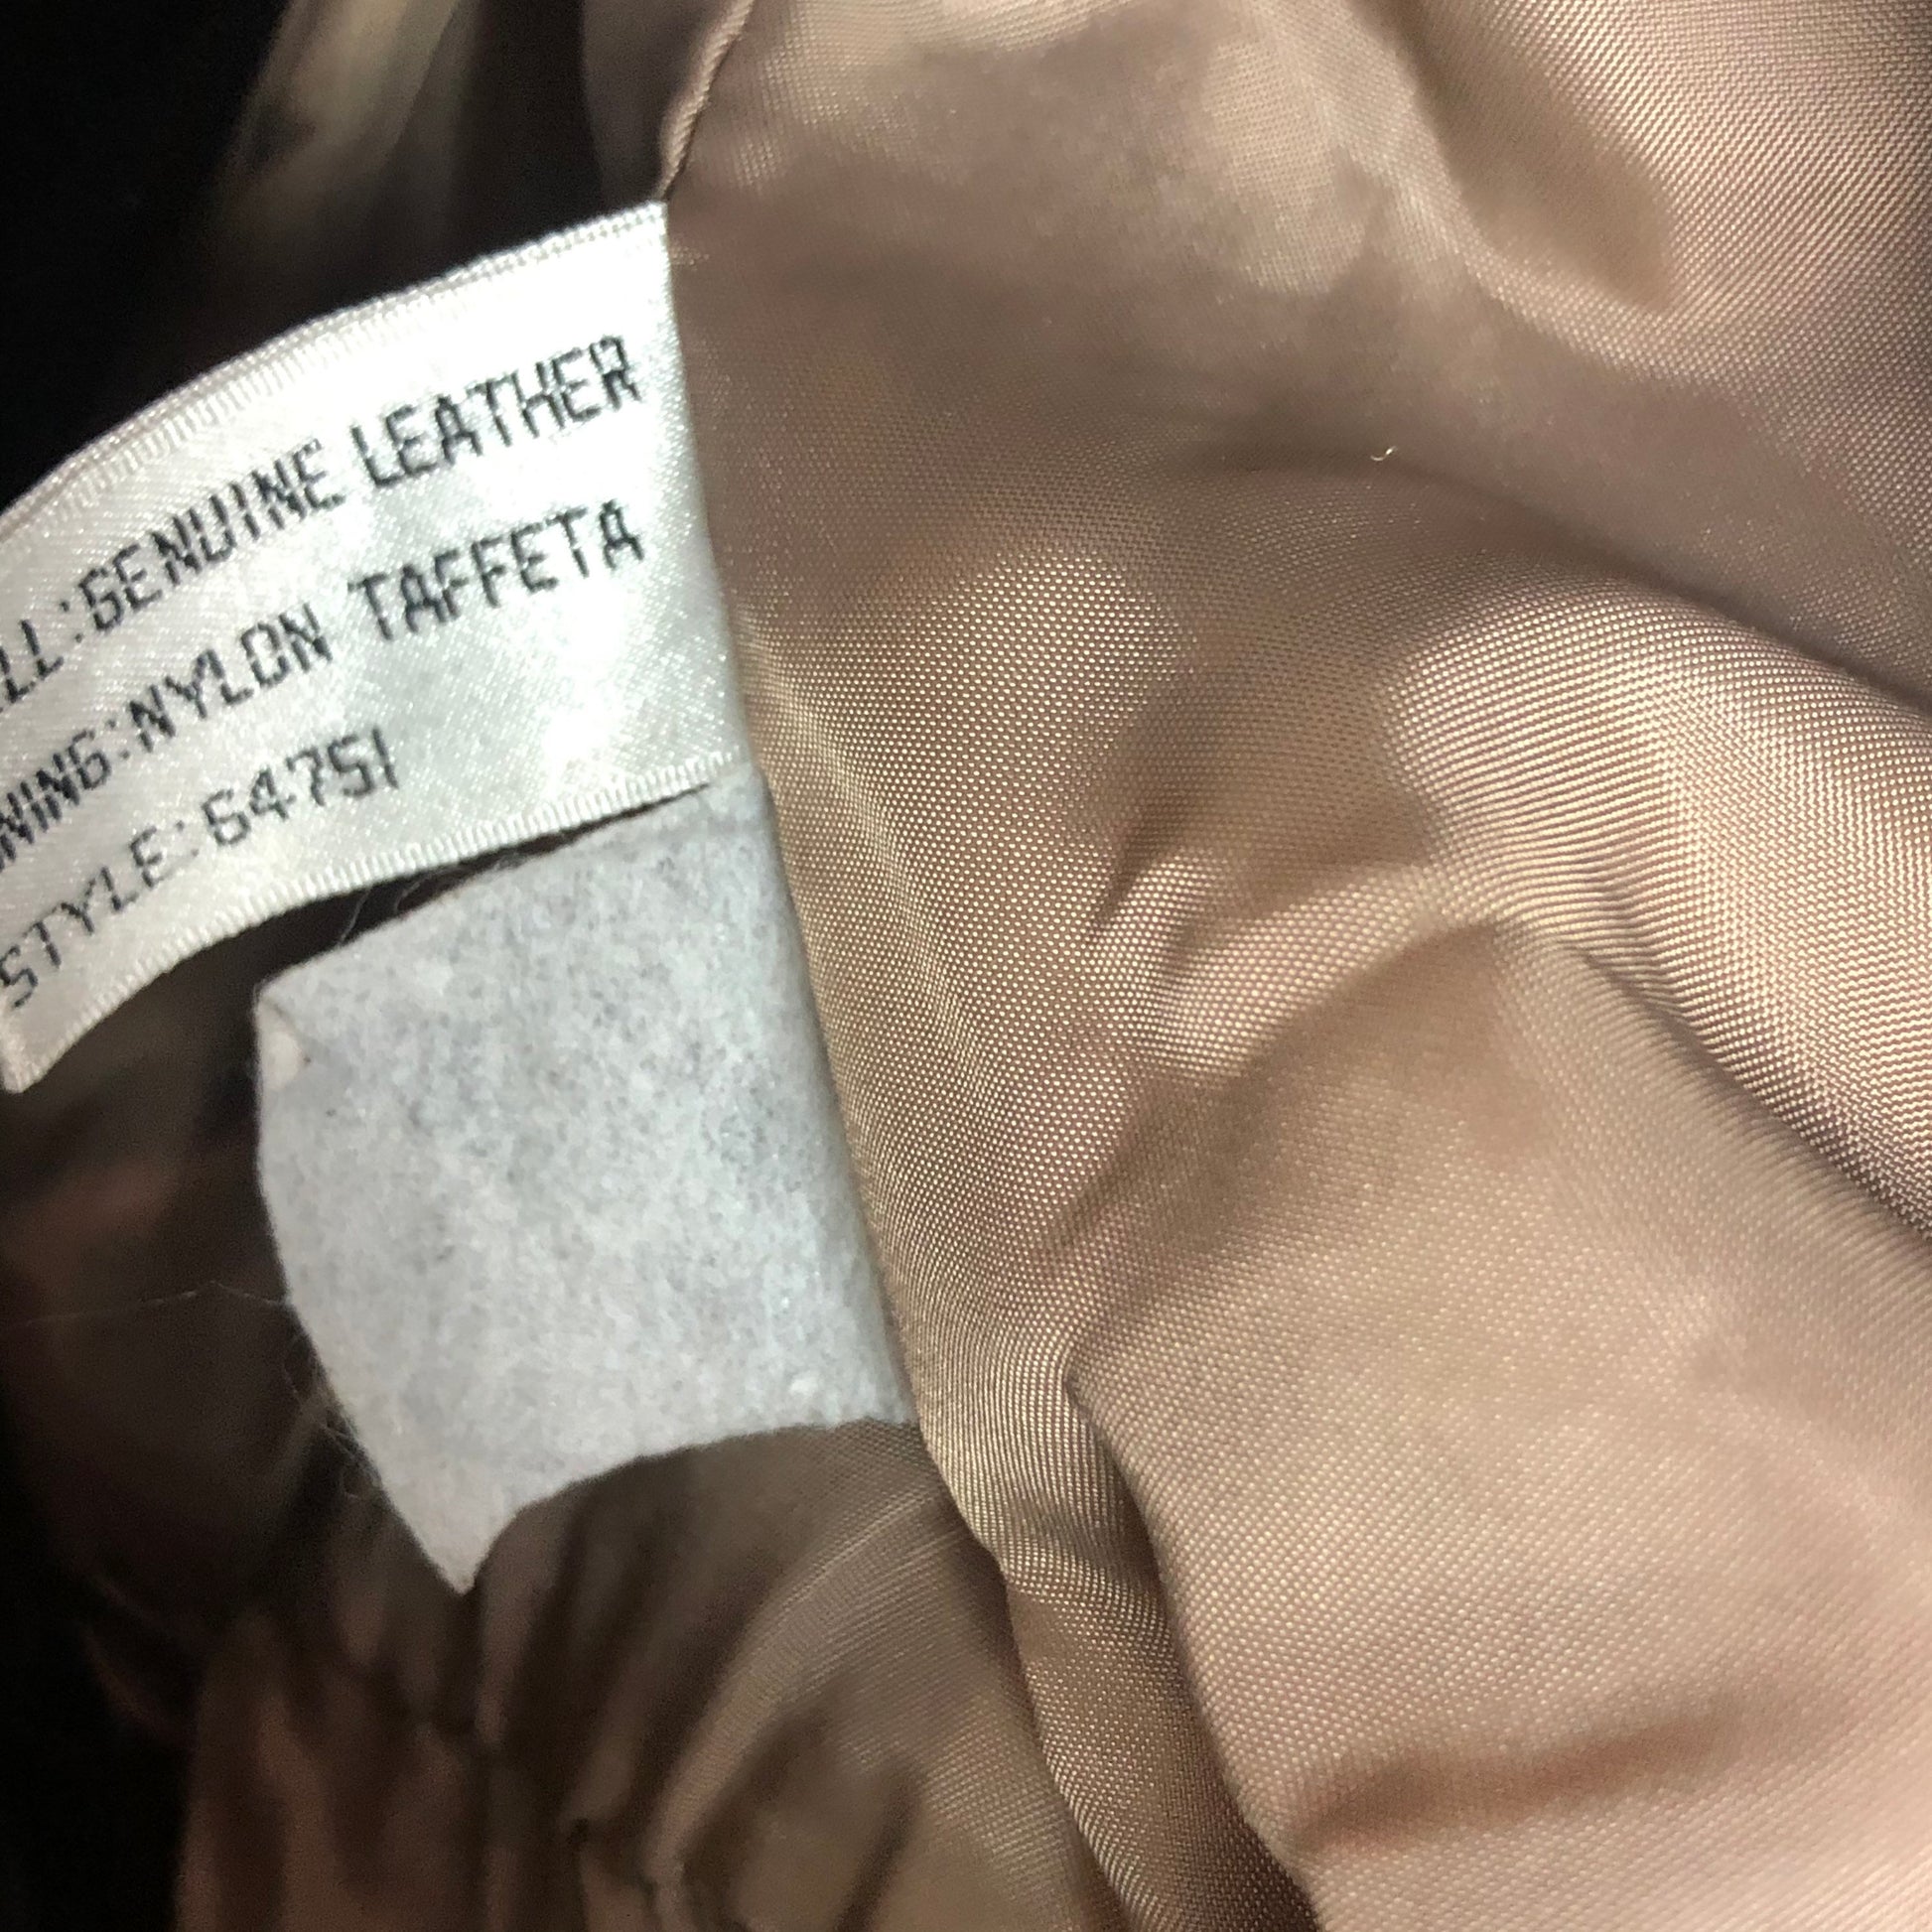 LL:GENUINE LEATHER
NING:NYLON TAFFETA
STYLE:64751